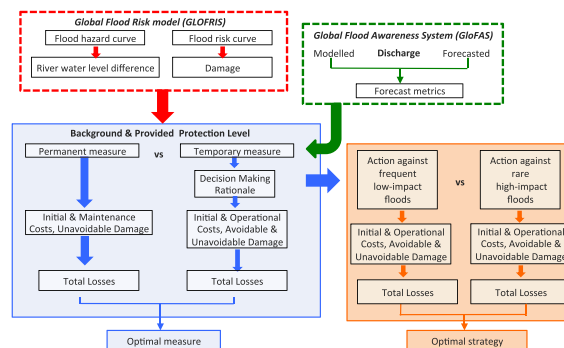 Global Flood Risk model (GLOFRIS)
Flood hazard curve
Flood risk curve
River water level difference
Damage
Global Flood Awareness System (GloFAS)
Modelled Discharge Forecasted
Forecast metrics
Background & Provided Protection Level
Permanent measure vs Temporary measure
Decision Making
Rationale
Initial & Maintenance
Costs, Unavoidable Damage
Initial & Operational
Costs, Avoidable &
Unavoidable Damage
Total Losses
Total Losses
Optimal measure
Action against
frequent
low-impact
floods
vs
Action against
rare
high-impact
floods
Initial & Operational
Costs, Avoidable &
Unavoidable Damage
Initial & Operational
Costs, Avoidable &
Unavoidable Damage
Total Losses
Total Losses
Optimal strategy